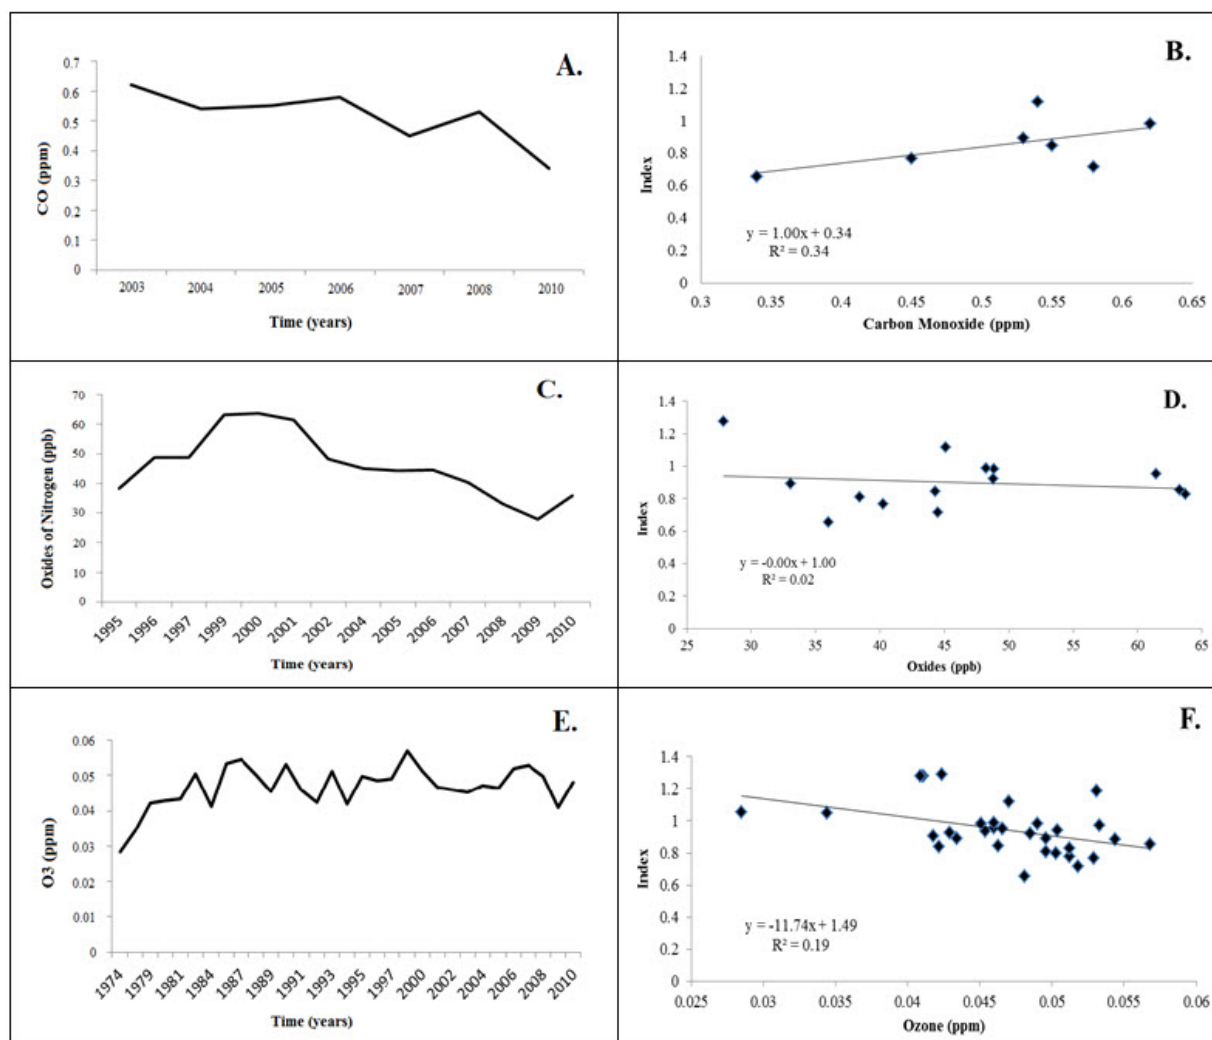 A.
0.7
0.6
0.5
0.4
0.3
0.2
0.1
0
CO (ppm)
2003 2004 2005 2006 2007 2008 2010
Time (years)
B.
1.4
1.2
1
0.8
0.6
0.4
0.2
0
Index
y = 1.00x + 0.34
R² = 0.34
0.3 0.35 0.4 0.45 0.5 0.55 0.6 0.65
Carbon Monoxide (ppm)
C.
70
60
50
40
30
20
10
0
Oxides of Nitrogen (ppb)
1995 1996 1997 1999 2000 2001 2002 2004 2005 2006 2007 2008 2009 2010
Time (years)
D.
1.4
1.2
1
0.8
0.6
0.4
0.2
0
Index
y = -0.00x + 1.00
R² = 0.02
25 30 35 40 45 50 55 60 65
Oxides (ppb)
E.
0.06
0.05
0.04
0.03
0.02
0.01
0
O3 (ppm)
1974 1979 1981 1984 1987 1989 1991 1993 1995 1997 2000 2002 2004 2006 2008 2010
Time (years)
F.
1.4
1.2
1
0.8
0.6
0.4
0.2
0
Index
y = -11.74x + 1.49
R² = 0.19
0.025 0.03 0.035 0.04 0.045 0.05 0.055 0.06
Ozone (ppm)